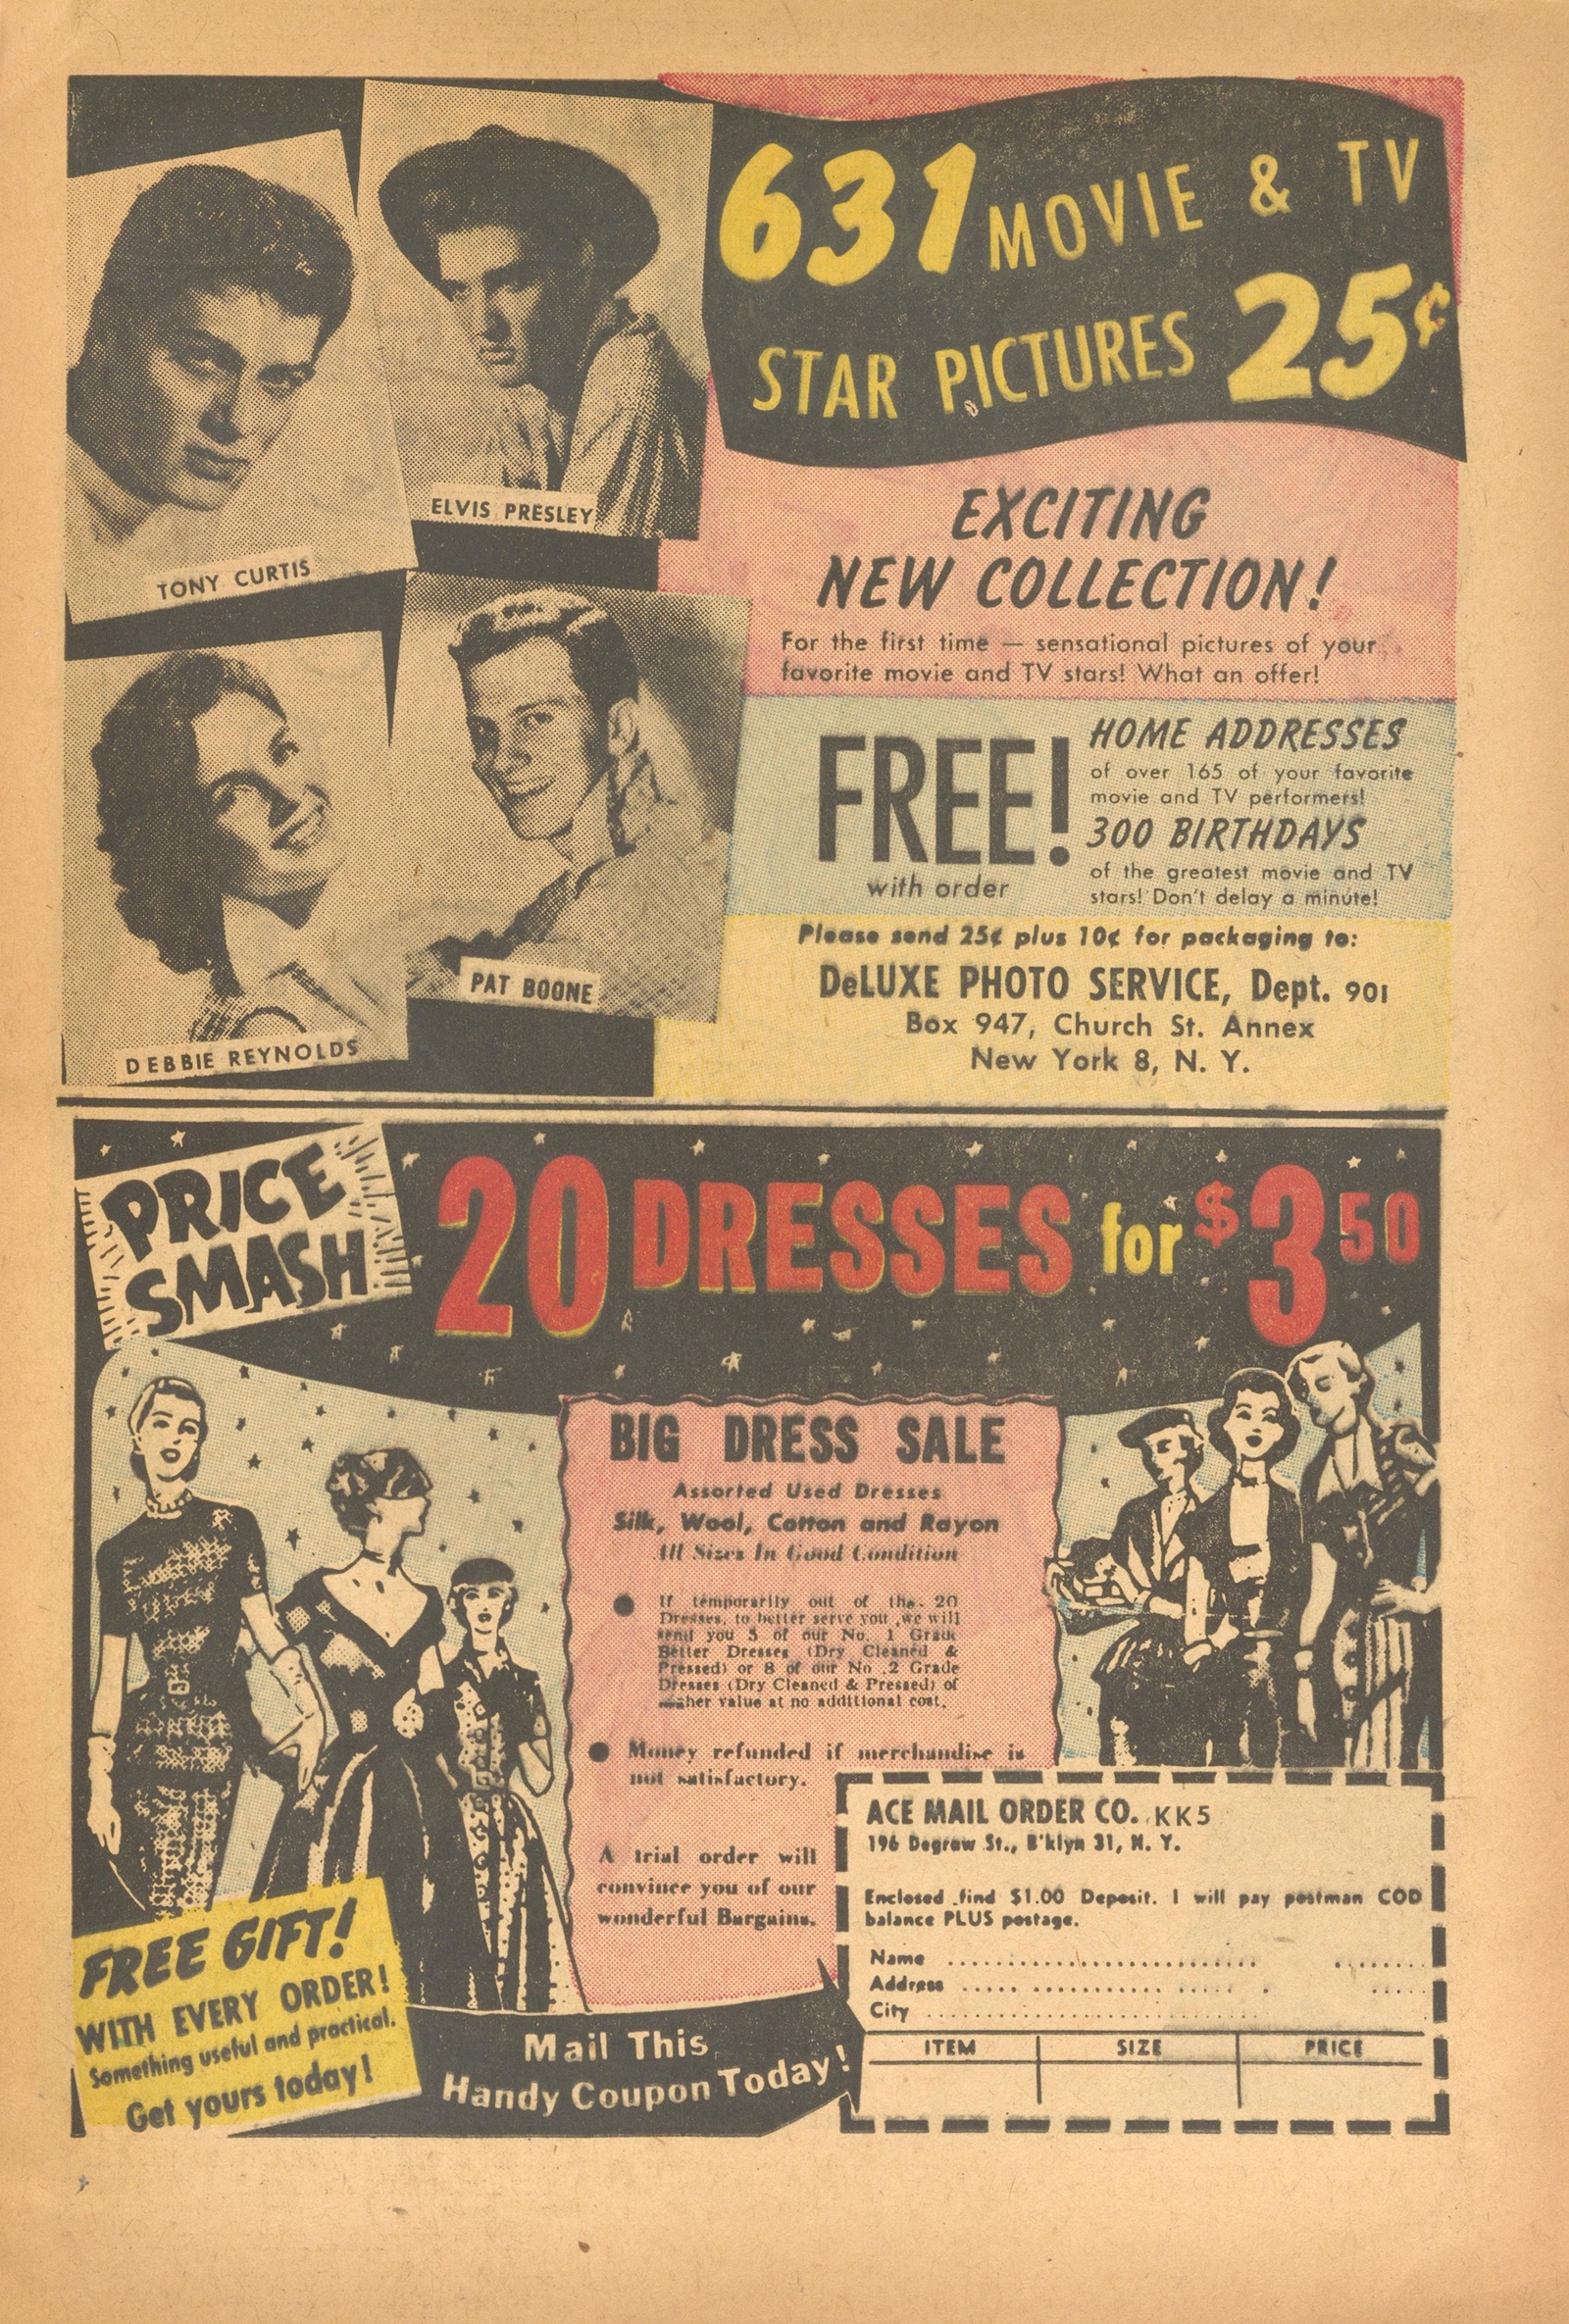 631 MOVIE & TV
STAR PICTURES 25¢
ELVIS PRESLEY
TONY CURTIS
PAT BOONE
DEBBIE REYNOLDS
EXCITING
NEW COLLECTION!
For the first time — sensational pictures of your
favorite movie and TV stars! What an offer!
FREE!
with order
HOME ADDRESSES
of over 165 of your favorite
movie and TV performers!
300 BIRTHDAYS
of the greatest movie and TV
stars! Don't delay a minute!
Please send 25¢ plus 10¢ for packaging to:
DeLUXE PHOTO SERVICE, Dept. 901
Box 947, Church St. Annex
New York 8, N. Y.
PRICE
SMASH
20 DRESSES for $3 50
BIG DRESS SALE
Assorted Used Dresses
Silk, Wool, Cotton and Rayon
All Sizes In Good Condition
● If temporarily out of the 20
Dresses, to better serve you ,we will
send you 5 of our No. 1 Grade
Better Dresses (Dry Cleaned &
Pressed) or 8 of our No .2 Grade
Dresses (Dry Cleaned & Pressed) of
higher value at no additional cost.
● Money refunded if merchandise is
not satisfactory.
A trial order will
convince you of our
wonderful Bargains.
FREE GIFT!
WITH EVERY ORDER!
Something useful and practical.
Get yours today!
Mail This
Handy Coupon Today!
ACE MAIL ORDER CO. KK5
196 Degraw St., B'klyn 31, N. Y.
Enclosed find $1.00 Deposit. I will pay postman COD
balance PLUS postage.
Name
Address
City
ITEM SIZE PRICE